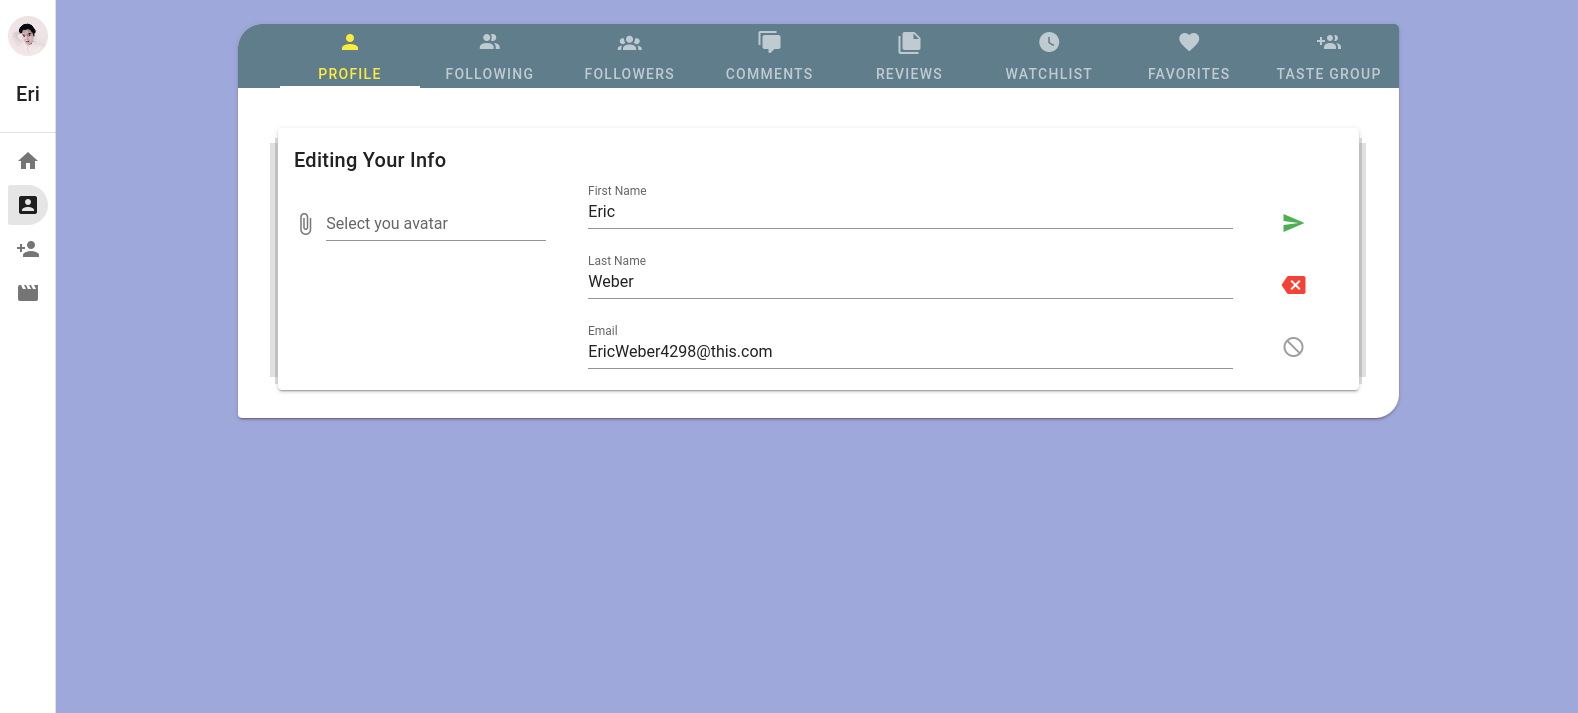 Eri
PROFILE
FOLLOWING
FOLLOWERS
COMMENTS
REVIEWS
WATCHLIST
FAVORITES
TASTE GROUP
Editing Your Info
Select you avatar
First Name
Eric
Last Name
Weber
Email
EricWeber4298@this.com